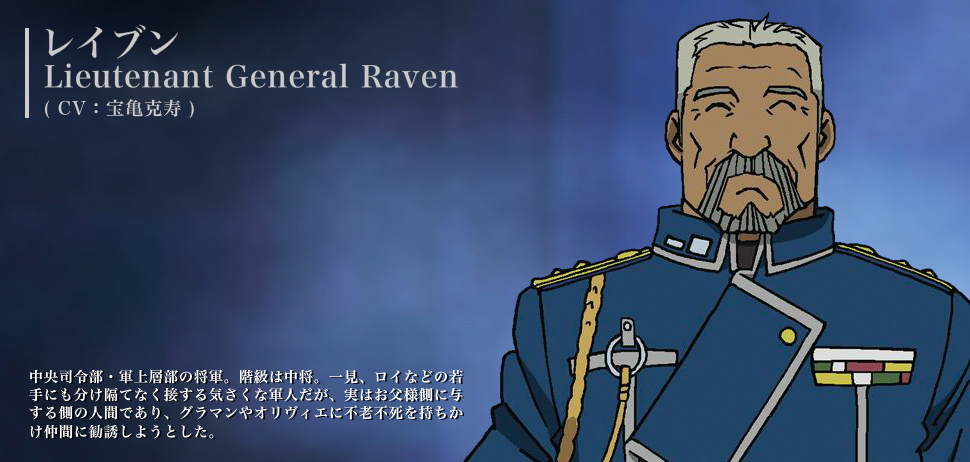 レイブン
Lieutenant General Raven
( CV：宝亀克寿 )
中央司令部・軍上層部の将軍。階級は中将。一見、ロイなどの若
手にも分け隔てなく接する気さくな軍人だが、実はお父様側に与
する側の人間であり、グラマンやオリヴィエに不老不死を持ちか
け仲間に勧誘しようとした。